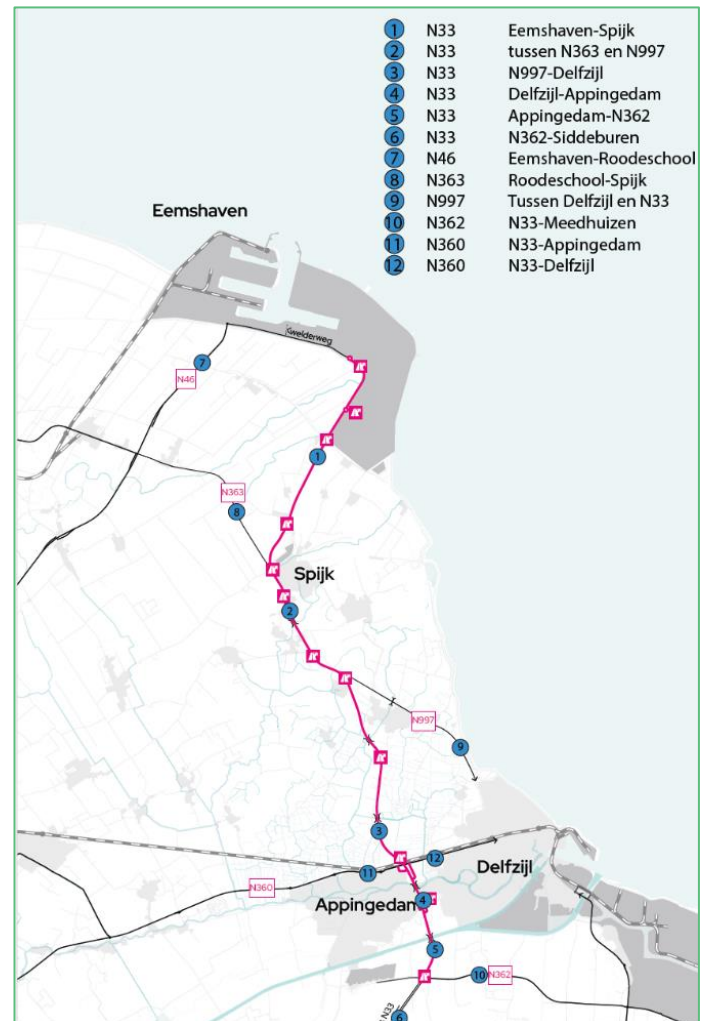 1 N33 Eemshaven-Spijk
2 N33 tussen N363 en N997
3 N33 N997-Delfzijl
4 N33 Delfzijl-Appingedam
5 N33 Appingedam-N362
6 N33 N362-Siddeburen
7 N46 Eemshaven-Roodeschool
8 N363 Roodeschool-Spijk
9 N997 Tussen Delfzijl en N33
10 N362 N33-Meedhuizen
11 N360 N33-Appingedam
12 N360 N33-Delfzijl
Eemshaven
Kwelderweg
7
N46
1
N363
8
Spijk
2
N997
9
3
12
11
Delfzijl
N360
Appingedam
4
5
10 N362
N33
6